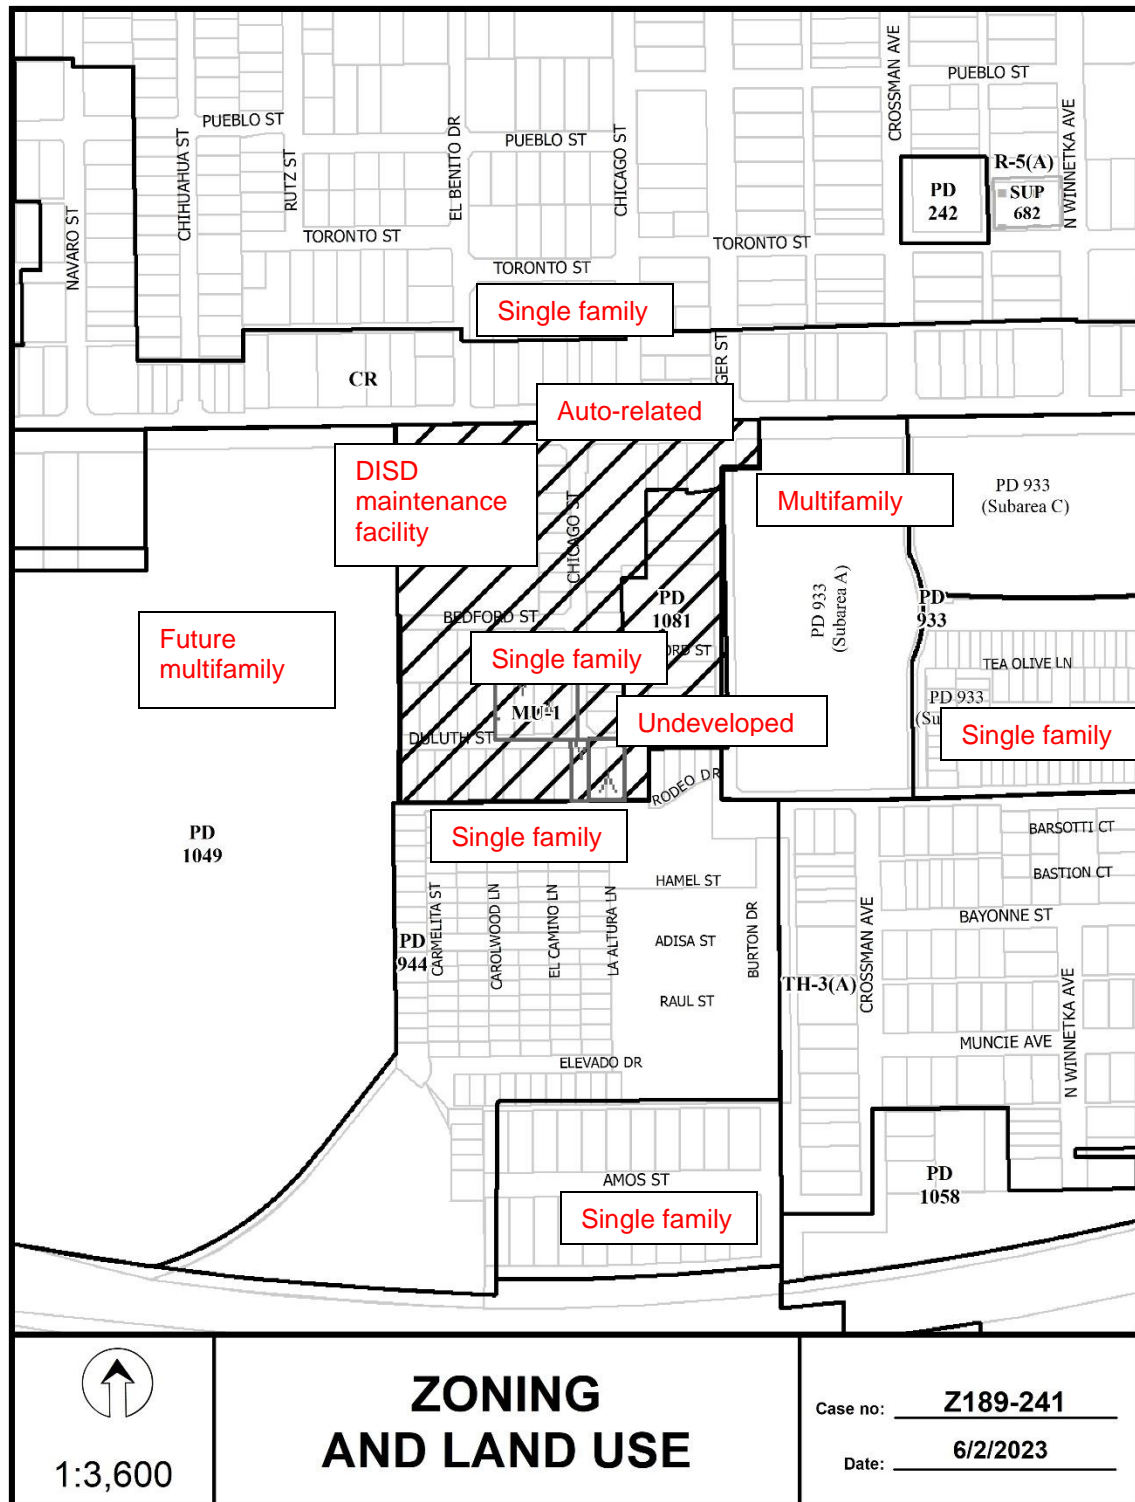 CROSSMAN AVE
PUEBLO ST
N WINNETKA AVE
PUEBLO ST
CHIHUAHUA ST
RUTZ ST
EL BENITO DR
PUEBLO ST
CHICAGO ST
R-5(A)
PD
242
SUP
682
NAVARO ST
TORONTO ST
TORONTO ST
TORONTO ST
Single family
CR
GER ST
Auto-related
DISD
maintenance
facility
Multifamily
PD 933
(Subarea C)
CHICAGO ST
PD
1081
PD 933
(Subarea A)
PD
933
BEDFORD ST
ORD ST
Future
multifamily
Single family
TEA OLIVE LN
MU-1
Undeveloped
PD 933
(Su
Single family
DULUTH ST
RODEO DR
Single family
PD
1049
BARSOTTI CT
BASTION CT
HAMEL ST
BAYONNE ST
CARMELITA ST
CAROLWOOD LN
EL CAMINO LN
LA ALTURA LN
ADISA ST
BURTON DR
CROSSMAN AVE
PD
944
TH-3(A)
RAUL ST
MUNCIE AVE
N WINNETKA AVE
ELEVADO DR
AMOS ST
PD
1058
Single family
1:3,600
ZONING
AND LAND USE
Case no: Z189-241
Date: 6/2/2023